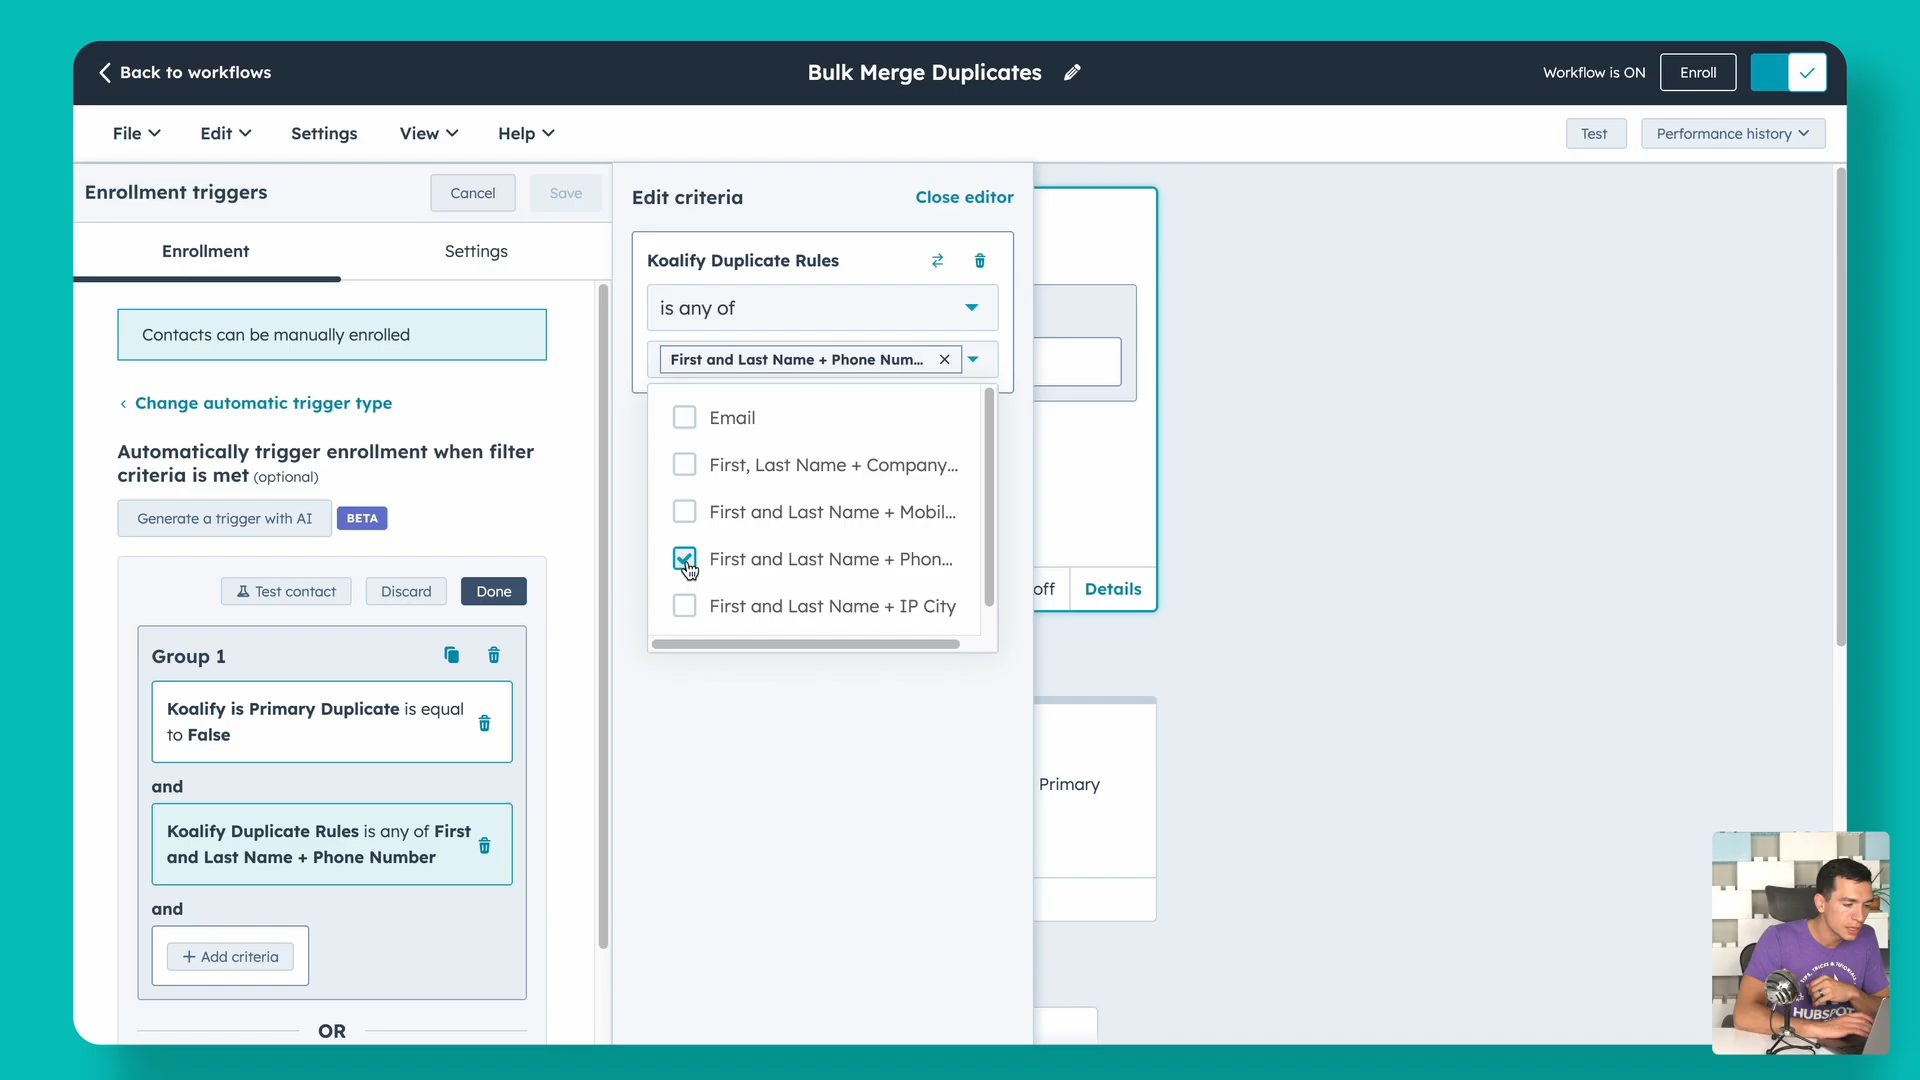 Back to workflows
Bulk Merge Duplicates
Workflow is ON
Enroll
File
Edit
Settings
View
Help
Test
Performance history
Enrollment triggers
Cancel
Save
Enrollment
Settings
Contacts can be manually enrolled
Change automatic trigger type
Automatically trigger enrollment when filter
criteria is met (optional)
Generate a trigger with AI
BETA
Test contact
Discard
Done
Group 1
Koalify is Primary Duplicate is equal
to False
and
Koalify Duplicate Rules is any of First
and Last Name + Phone Number
and
+ Add criteria
OR
Edit criteria
Close editor
Koalify Duplicate Rules
is any of
First and Last Name + Phone Num...
Email
First, Last Name + Company...
First and Last Name + Mobil...
First and Last Name + Phon...
First and Last Name + IP City
off
Details
Primary
TIPS, TRICKS & TUTORIALS
HUBSPOT